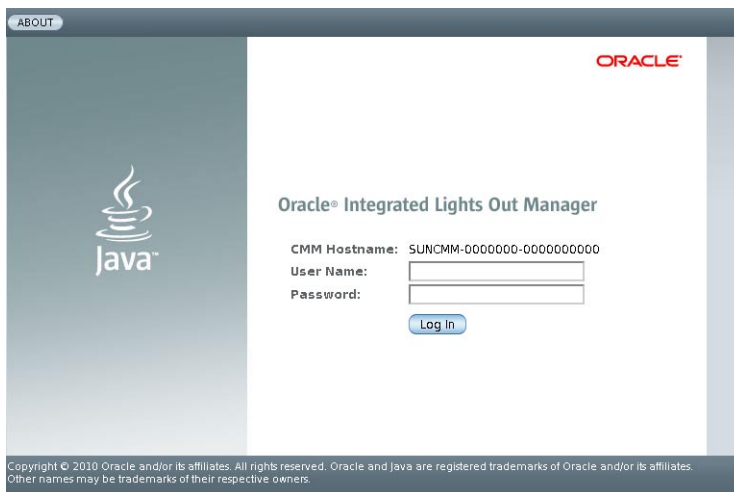 ABOUT
ORACLE®
Java™
Oracle® Integrated Lights Out Manager
CMM Hostname: SUNCMM-0000000-0000000000
User Name:
Password:
Log In
Copyright © 2010 Oracle and/or its affiliates. All rights reserved. Oracle and Java are registered trademarks of Oracle and/or its affiliates.
Other names may be trademarks of their respective owners.